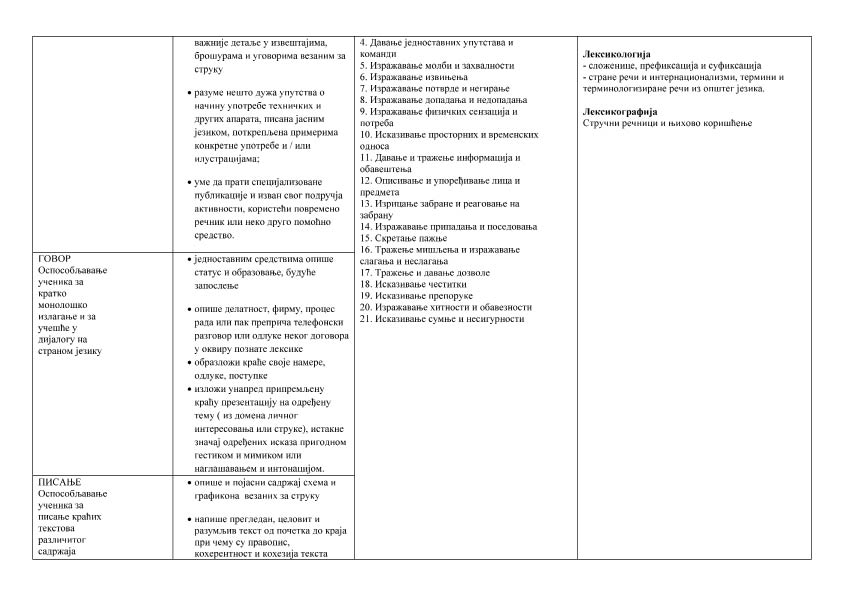 важније детаље у извештајима,
брошурама и уговорима везаним за
струку
• разуме нешто дужа упутства о
начину употребе техничких и
других апарата, писана јасним
језиком, поткрепљена примерима
конкретне употребе и / или
илустрацијама;
• уме да прати специјализоване
публикације и изван свог подручја
активности, користећи повремено
речник или неко друго помоћно
средство.
ГОВОР
Оспособљавање
ученика за
кратко
монолошко
излагање и за
учешће у
дијалогу на
страном језику
• једноставним средствима опише
статус и образовање, будуће
запослење
• опише делатност, фирму, процес
рада или пак преприча телефонски
разговор или одлуке неког договора
у оквиру познате лексике
• образложи краће своје намере,
одлуке, поступке
• изложи унапред припремљену
краћу презентацију на одређену
тему ( из домена личног
интересовања или струке), истакне
значај одређених исказа пригодном
гестиком и мимиком или
наглашавањем и интонацијом.
ПИСАЊЕ
Оспособљавање
ученика за
писање краћих
текстова
различитог
садржаја
• опише и појасни садржај схема и
графикона  везаних за струку
• напише прегледан, целовит и
разумљив текст од почетка до краја
при чему су правопис,
кохерентност и кохезија текста
4. Давање једноставних упутстава и
команди
5. Изражавање молби и захвалности
6. Изражавање извињења
7. Изражавање потврде и негирање
8. Изражавање допадања и недопадања
9. Изражавање физичких сензација и
потреба
10. Исказивање просторних и временских
односа
11. Давање и тражење информација и
обавештења
12. Описивање и упоређивање лица и
предмета
13. Изрицање забране и реаговање на
забрану
14. Изражавање припадања и поседовања
15. Скретање пажње
16. Тражење мишљења и изражавање
слагања и неслагања
17. Тражење и давање дозволе
18. Исказивање честитки
19. Исказивање препоруке
20. Изражавање хитности и обавезности
21. Исказивање сумње и несигурности
Лексикологија
- сложенице, префиксација и суфиксација
- стране речи и интернационализми, термини и
терминологизиране речи из општег језика.
Лексикографија
Стручни речници и њихово коришћење